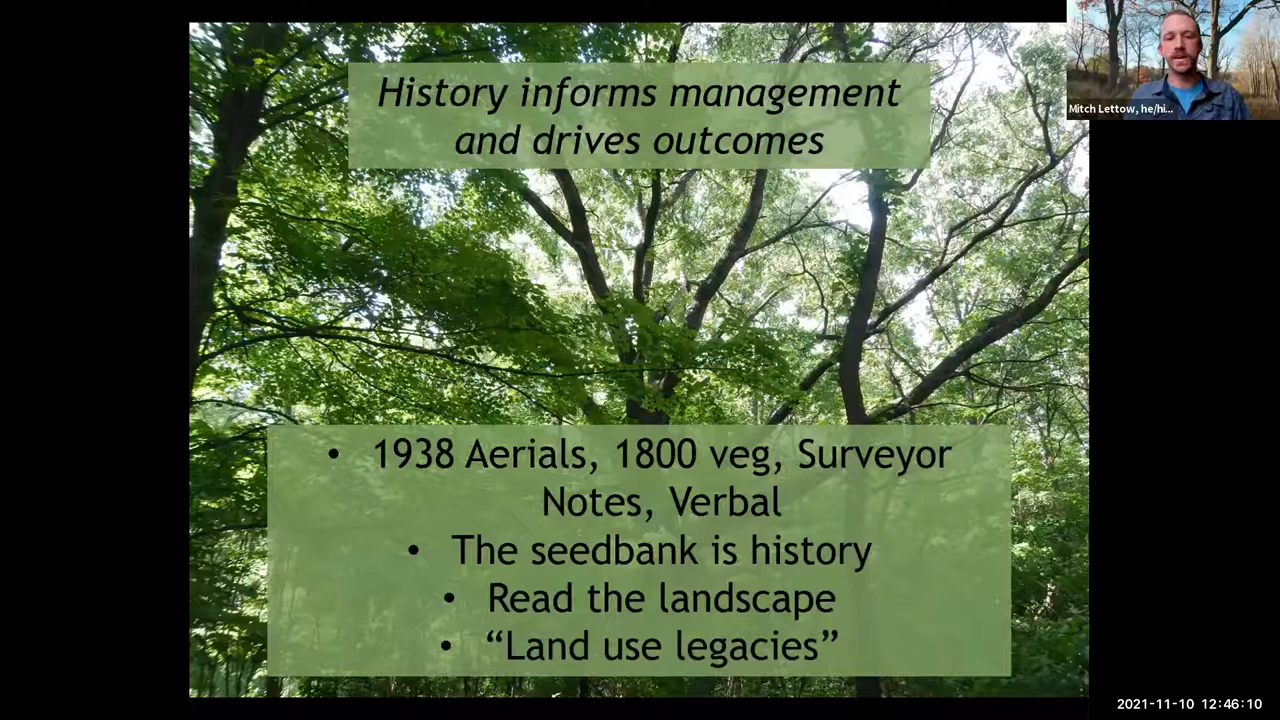 History informs management
and drives outcomes
Mitch Lettow, he/hi...
• 1938 Aerials, 1800 veg, Surveyor
Notes, Verbal
• The seedbank is history
• Read the landscape
• “Land use legacies”
2021-11-10 12:46:10